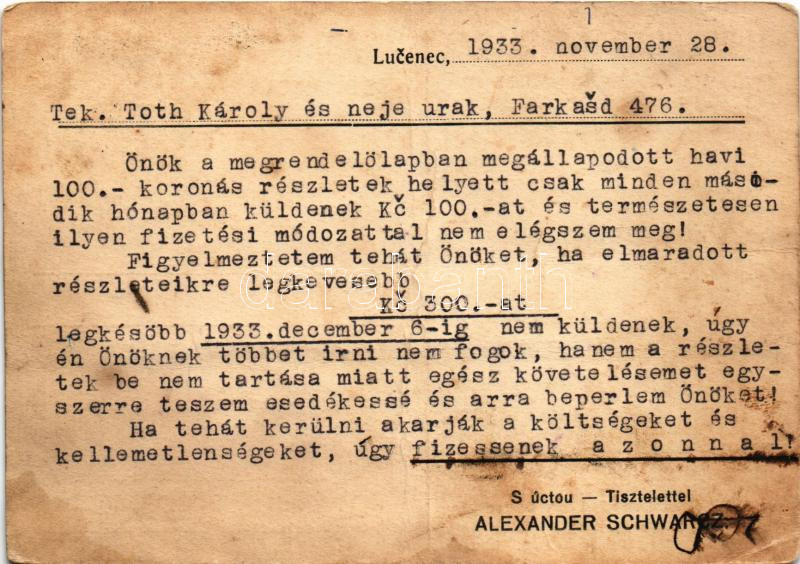 Lučenec, 1933. november 28.
Tek. Toth Károly és neje urak, Farkašd 476.
Önök a megrendelölapban megállapodott havi
100.- koronás részletek helyett csak minden máso-
dik hónapban küldenek Kč 100.-at és természetesen
ilyen fizetési módozattal nem elégszem meg!
Figyelmeztetem tehát Önöket, ha elmaradott
részleteikre legkevesebb
Kč 300.-at
legkésöbb 1933.december 6-ig nem küldenek, úgy
én Önöknek többet irni nem fogok, hanem a részle-
tek be nem tartása miatt egész követelésemet egy-
szerre teszem esedékessé és arra beperlem Önöket!
Ha tehát kerülni akarják a költségeket és
kellemetlenségeket, úgy fizessenek a z o n n a l!
S úctou — Tisztelettel
ALEXANDER SCHWARCZ
darabanth